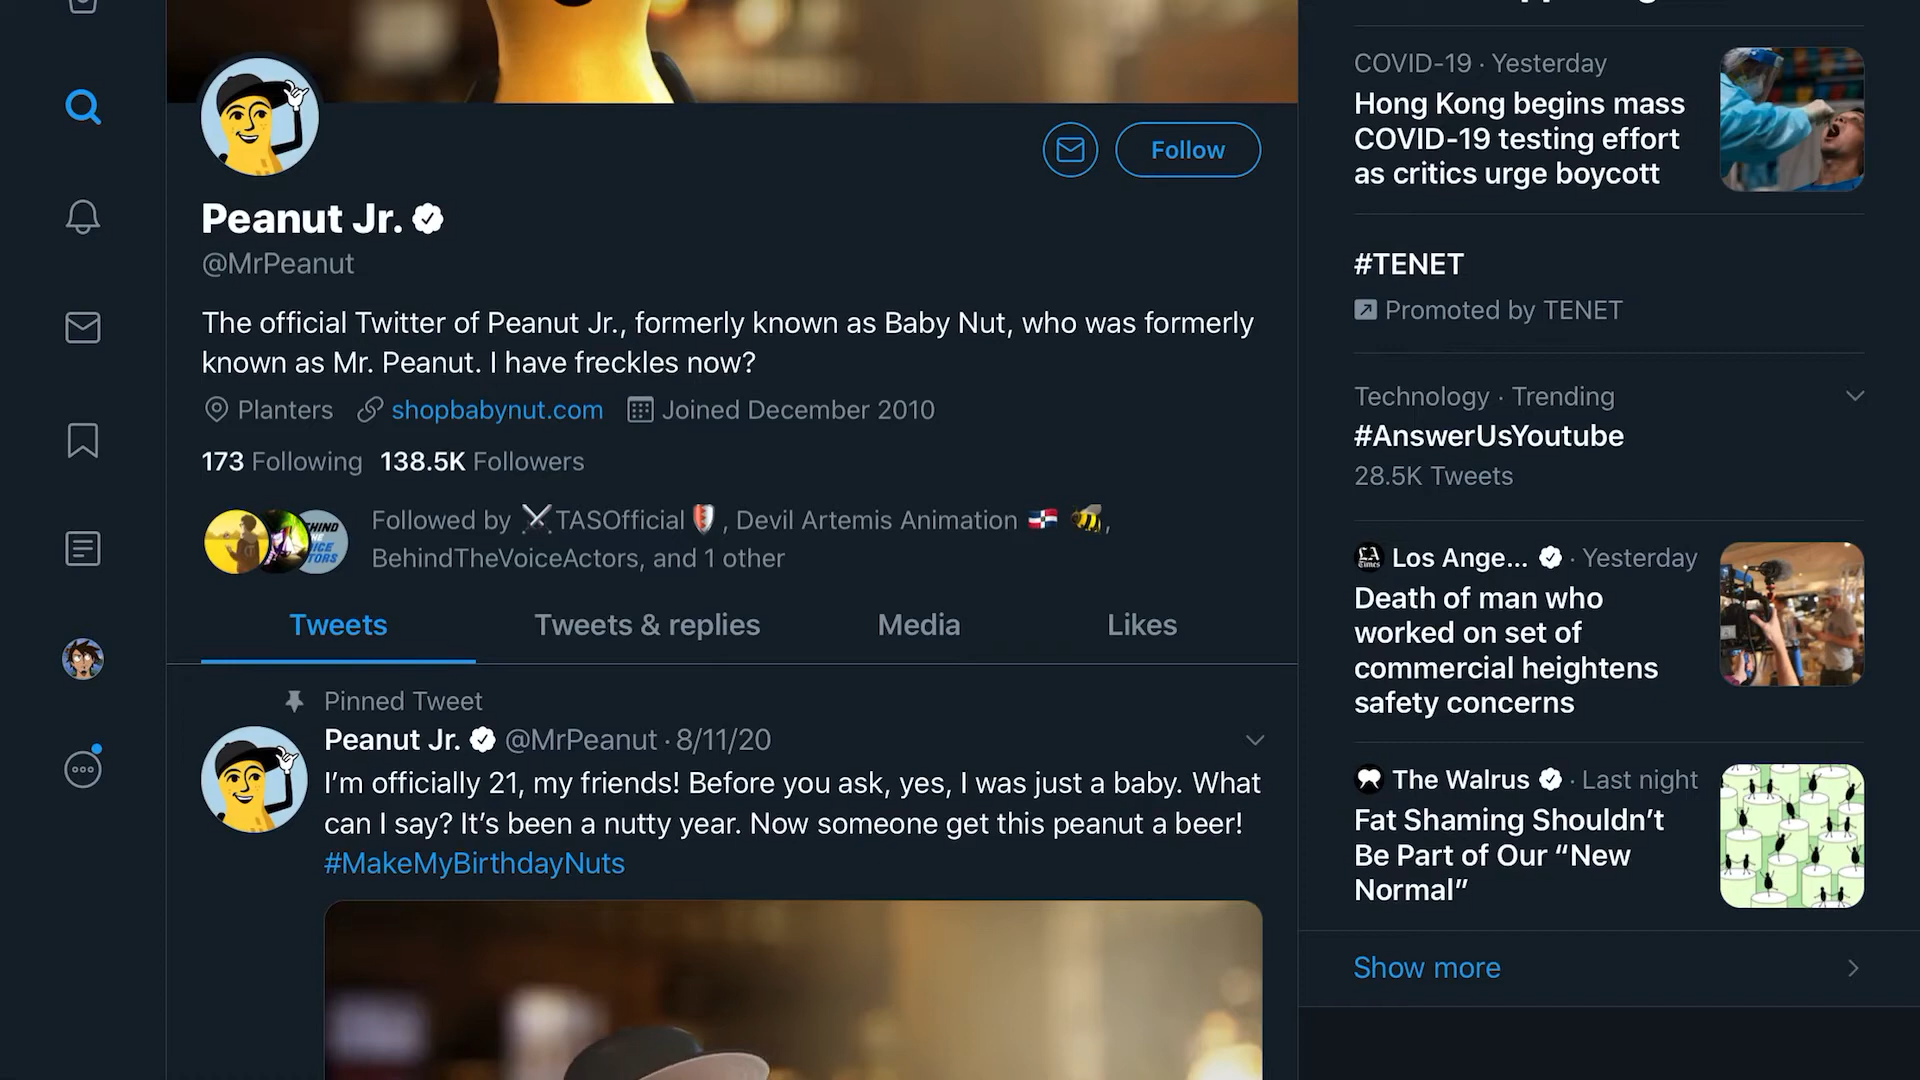 Peanut Jr.
@MrPeanut
Follow
The official Twitter of Peanut Jr., formerly known as Baby Nut, who was formerly
known as Mr. Peanut. I have freckles now?
Planters shopbabynut.com Joined December 2010
173 Following 138.5K Followers
Followed by ⚔️TASOfficial🛡️, Devil Artemis Animation 🇩🇴 🐝,
BehindTheVoiceActors, and 1 other
HIND
THE
ICE
TORS
Tweets Tweets & replies Media Likes
Pinned Tweet
Peanut Jr. @MrPeanut · 8/11/20
I’m officially 21, my friends! Before you ask, yes, I was just a baby. What
can I say? It’s been a nutty year. Now someone get this peanut a beer!
#MakeMyBirthdayNuts
COVID-19 · Yesterday
Hong Kong begins mass
COVID-19 testing effort
as critics urge boycott
#TENET
Promoted by TENET
Technology · Trending
#AnswerUsYoutube
28.5K Tweets
LA
Times
Los Ange... · Yesterday
Death of man who
worked on set of
commercial heightens
safety concerns
The Walrus · Last night
Fat Shaming Shouldn’t
Be Part of Our “New
Normal”
Show more